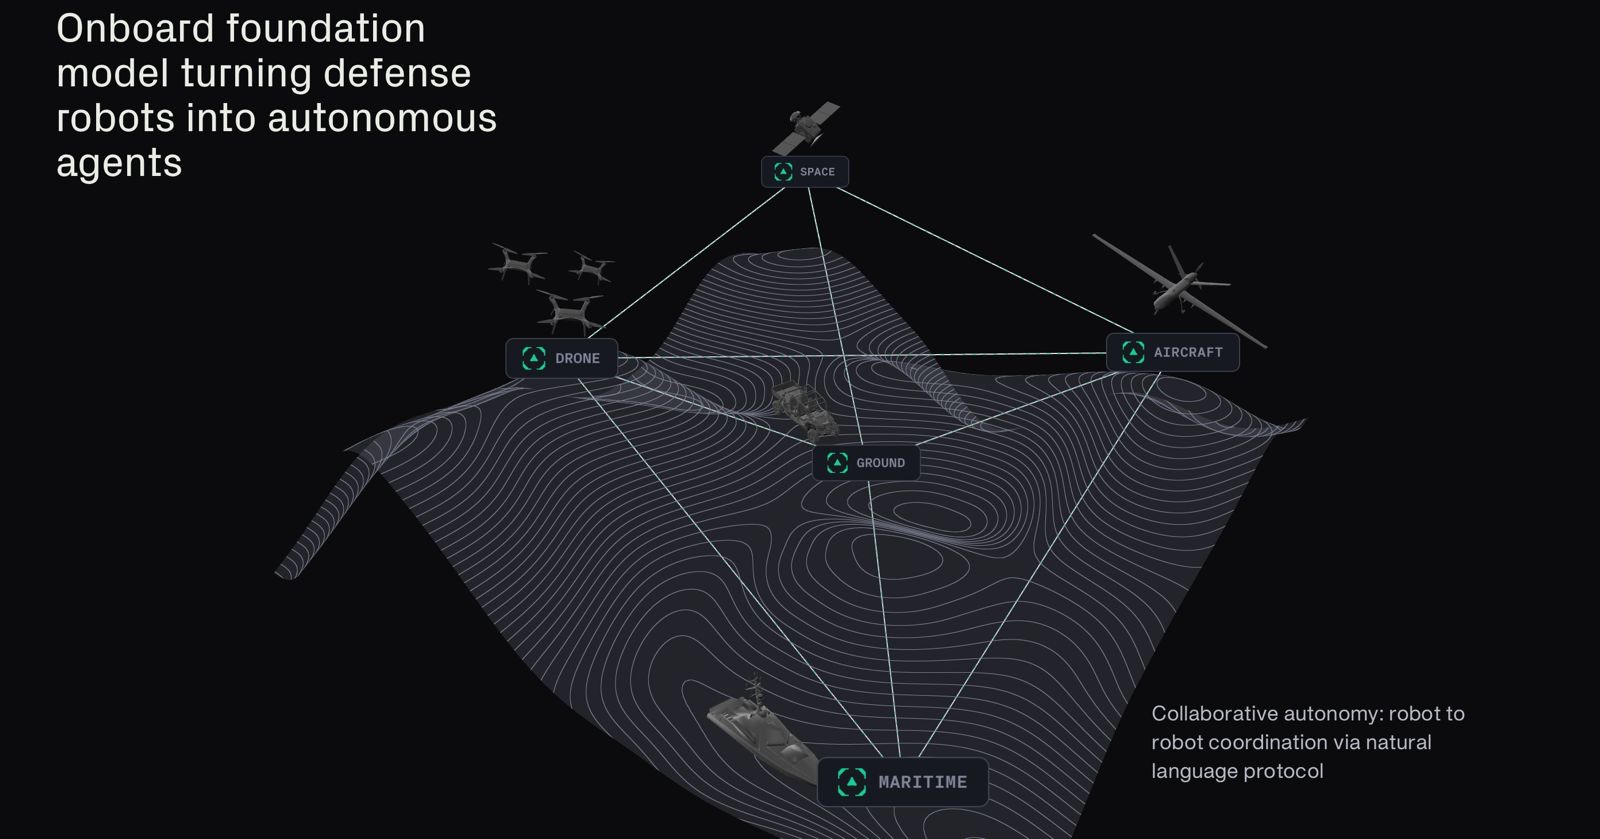 Onboard foundation
model turning defense
robots into autonomous
agents
SPACE
DRONE
AIRCRAFT
GROUND
Collaborative autonomy: robot to
robot coordination via natural
language protocol
MARITIME